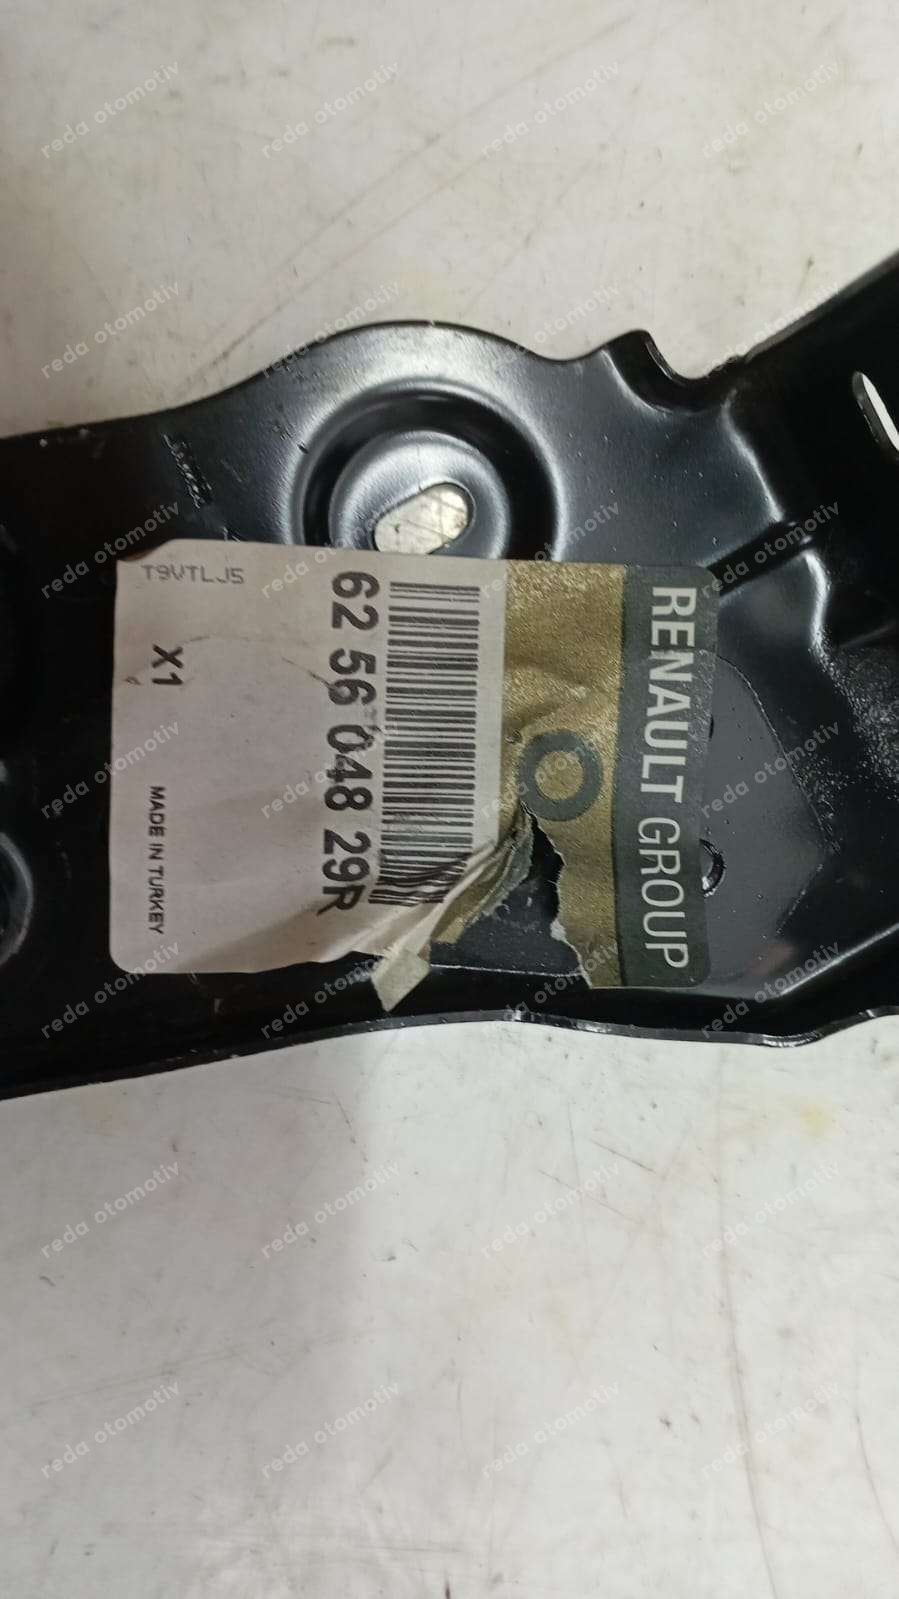 RENAULT GROUP
62 56 048 29R
T9VTLJ5
X1
MADE IN TURKEY
reda otomotiv